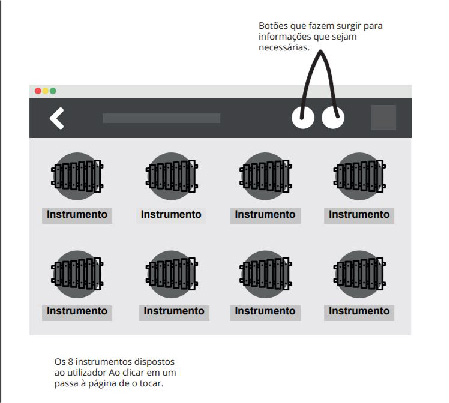 Botões que fazem surgir para
informações que sejam
necessárias.
Instrumento Instrumento Instrumento Instrumento
Instrumento Instrumento Instrumento Instrumento
Os 8 instrumentos dispostos
ao utilizador Ao clicar em um
passa à página de o tocar.